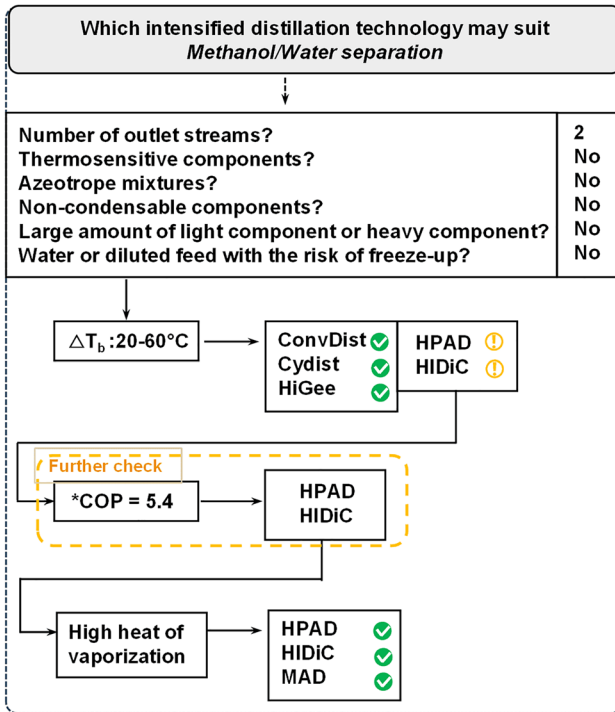 Which intensified distillation technology may suit
Methanol/Water separation
Number of outlet streams? 2
Thermosensitive components? No
Azeotrope mixtures? No
Non-condensable components? No
Large amount of light component or heavy component? No
Water or diluted feed with the risk of freeze-up? No
△Tb :20-60°C
ConvDist
Cydist
HiGee
HPAD
HIDiC
Further check
*COP = 5.4
HPAD
HIDiC
High heat of
vaporization
HPAD
HIDiC
MAD